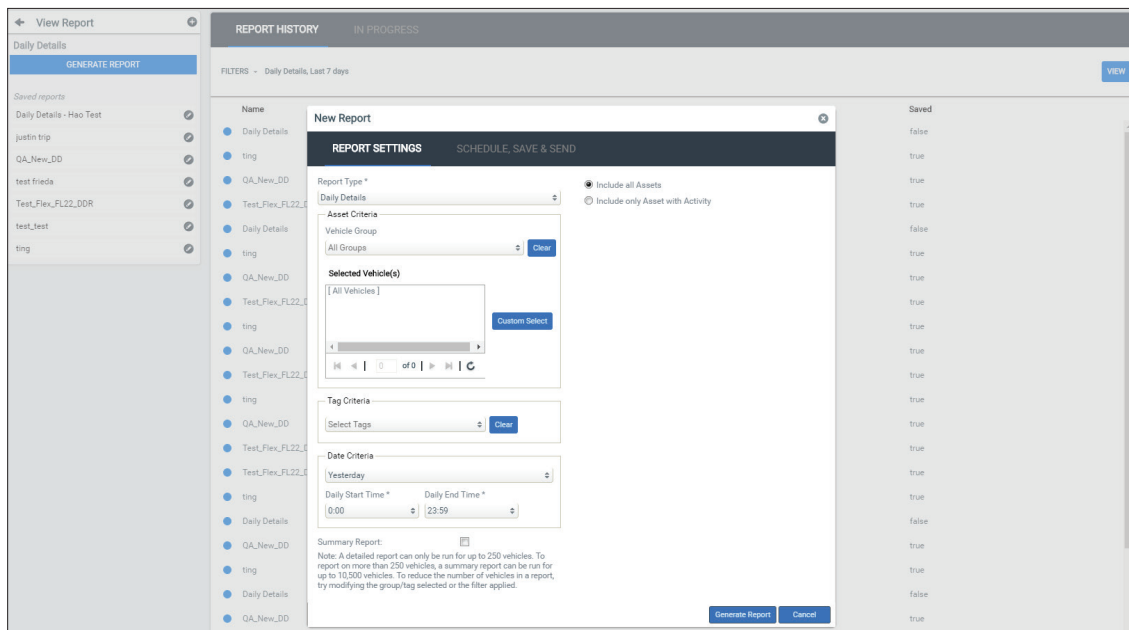 View Report
Daily Details
GENERATE REPORT
Saved reports
Daily Details - Hao Test
justin trip
QA_New_DD
test frieda
Test_Flex_FL22_DDR
test_test
ting
REPORT HISTORY IN PROGRESS
FILTERS - Daily Details, Last 7 days
VIEW
Name Saved
Daily Details false
ting true
QA_New_DD true
Test_Flex_FL22_D true
Daily Details false
ting true
QA_New_DD true
Test_Flex_FL22_D true
ting true
QA_New_DD true
Test_Flex_FL22_D true
ting true
QA_New_DD true
Test_Flex_FL22_D true
Test_Flex_FL22_D true
ting true
Daily Details false
QA_New_DD true
ting true
Daily Details false
QA_New_DD true
New Report
REPORT SETTINGS SCHEDULE, SAVE & SEND
Report Type *
Daily Details
Include all Assets
Include only Asset with Activity
Asset Criteria
Vehicle Group
All Groups Clear
Selected Vehicle(s)
[ All Vehicles ]
Custom Select
0 of 0
Tag Criteria
Select Tags Clear
Date Criteria
Yesterday
Daily Start Time * Daily End Time *
0:00 23:59
Summary Report:
Note: A detailed report can only be run for up to 250 vehicles. To
report on more than 250 vehicles, a summary report can be run for
up to 10,500 vehicles. To reduce the number of vehicles in a report,
try modifying the group/tag selected or the filter applied.
Generate Report Cancel